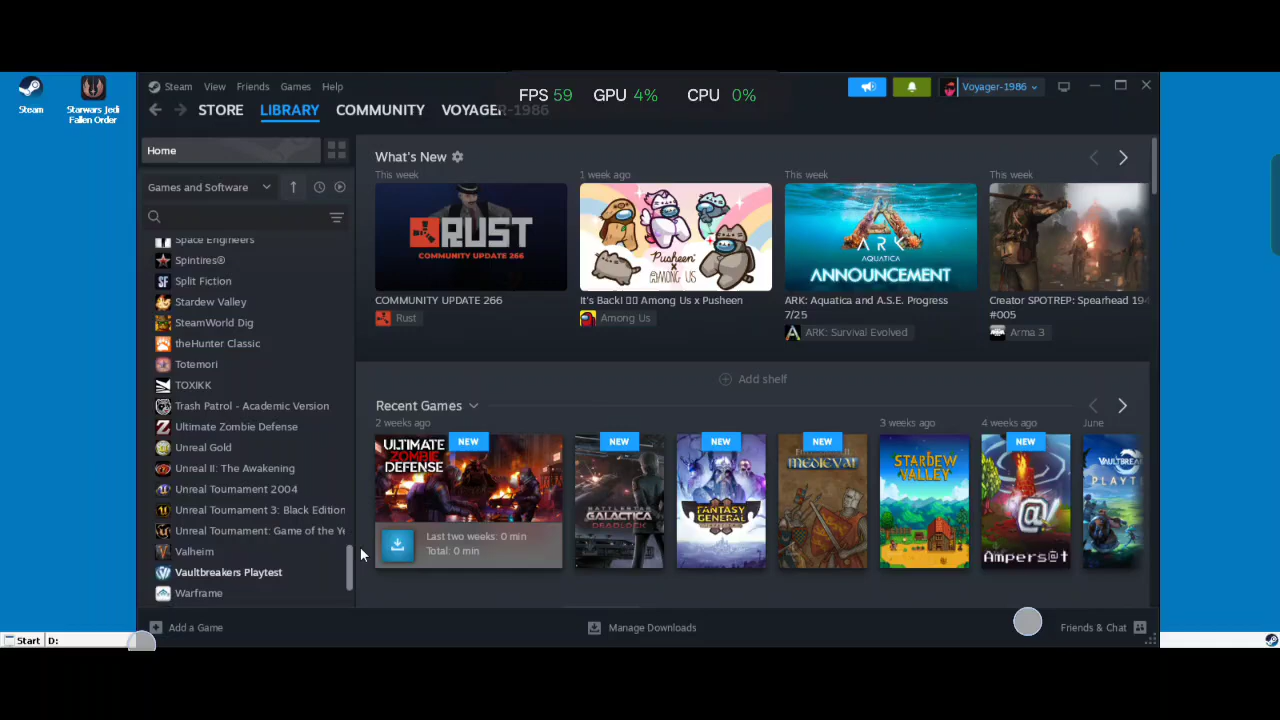 Steam
Starwars Jedi
Fallen Order
Steam View Friends Games Help
FPS 59 GPU 4% CPU 0%
Voyager-1986
STORE LIBRARY COMMUNITY VOYAGER-1986
Home
Games and Software
Space Engineers
Spintires®
Split Fiction
Stardew Valley
SteamWorld Dig
theHunter Classic
Totemori
TOXIKK
Trash Patrol - Academic Version
Ultimate Zombie Defense
Unreal Gold
Unreal II: The Awakening
Unreal Tournament 2004
Unreal Tournament 3: Black Edition
Unreal Tournament: Game of the Ye
Valheim
Vaultbreakers Playtest
Warframe
What's New
This week
RUST
COMMUNITY UPDATE 266
COMMUNITY UPDATE 266
Rust
1 week ago
Pusheen
x
AMONG US
It's Back! Among Us x Pusheen
Among Us
This week
AQUATICA
ANNOUNCEMENT
ARK: Aquatica and A.S.E. Progress
7/25
ARK: Survival Evolved
This week
Creator SPOTREP: Spearhead 194
#005
Arma 3
Add shelf
Recent Games
2 weeks ago
3 weeks ago
4 weeks ago
June
NEW
ULTIMATE
ZOMBIE
DEFENSE
Last two weeks: 0 min
Total: 0 min
NEW
BATTLESTAR
GALACTICA
DEADLOCK
NEW
FANTASY
GENERAL
NEW
MEDIEVAL
STARDEW
VALLEY
NEW
@!
Ampers@t
VAULTBREA
PLAYT
Add a Game
Manage Downloads
Friends & Chat
Start D: